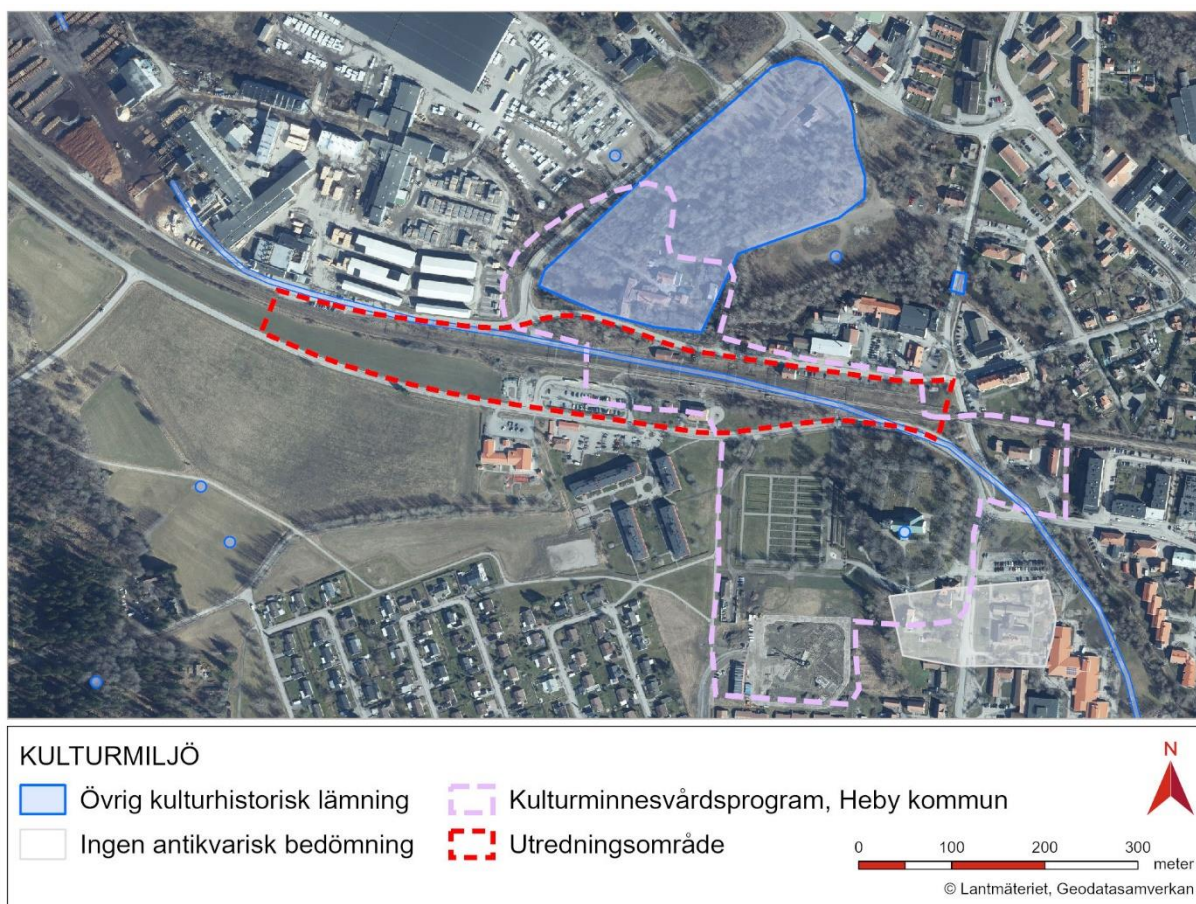 KULTURMILJÖ
Övrig kulturhistorisk lämning
Ingen antikvarisk bedömning
Kulturminnesvårdsprogram, Heby kommun
Utredningsområde
N
0 100 200 300
meter
© Lantmäteriet, Geodatasamverkan